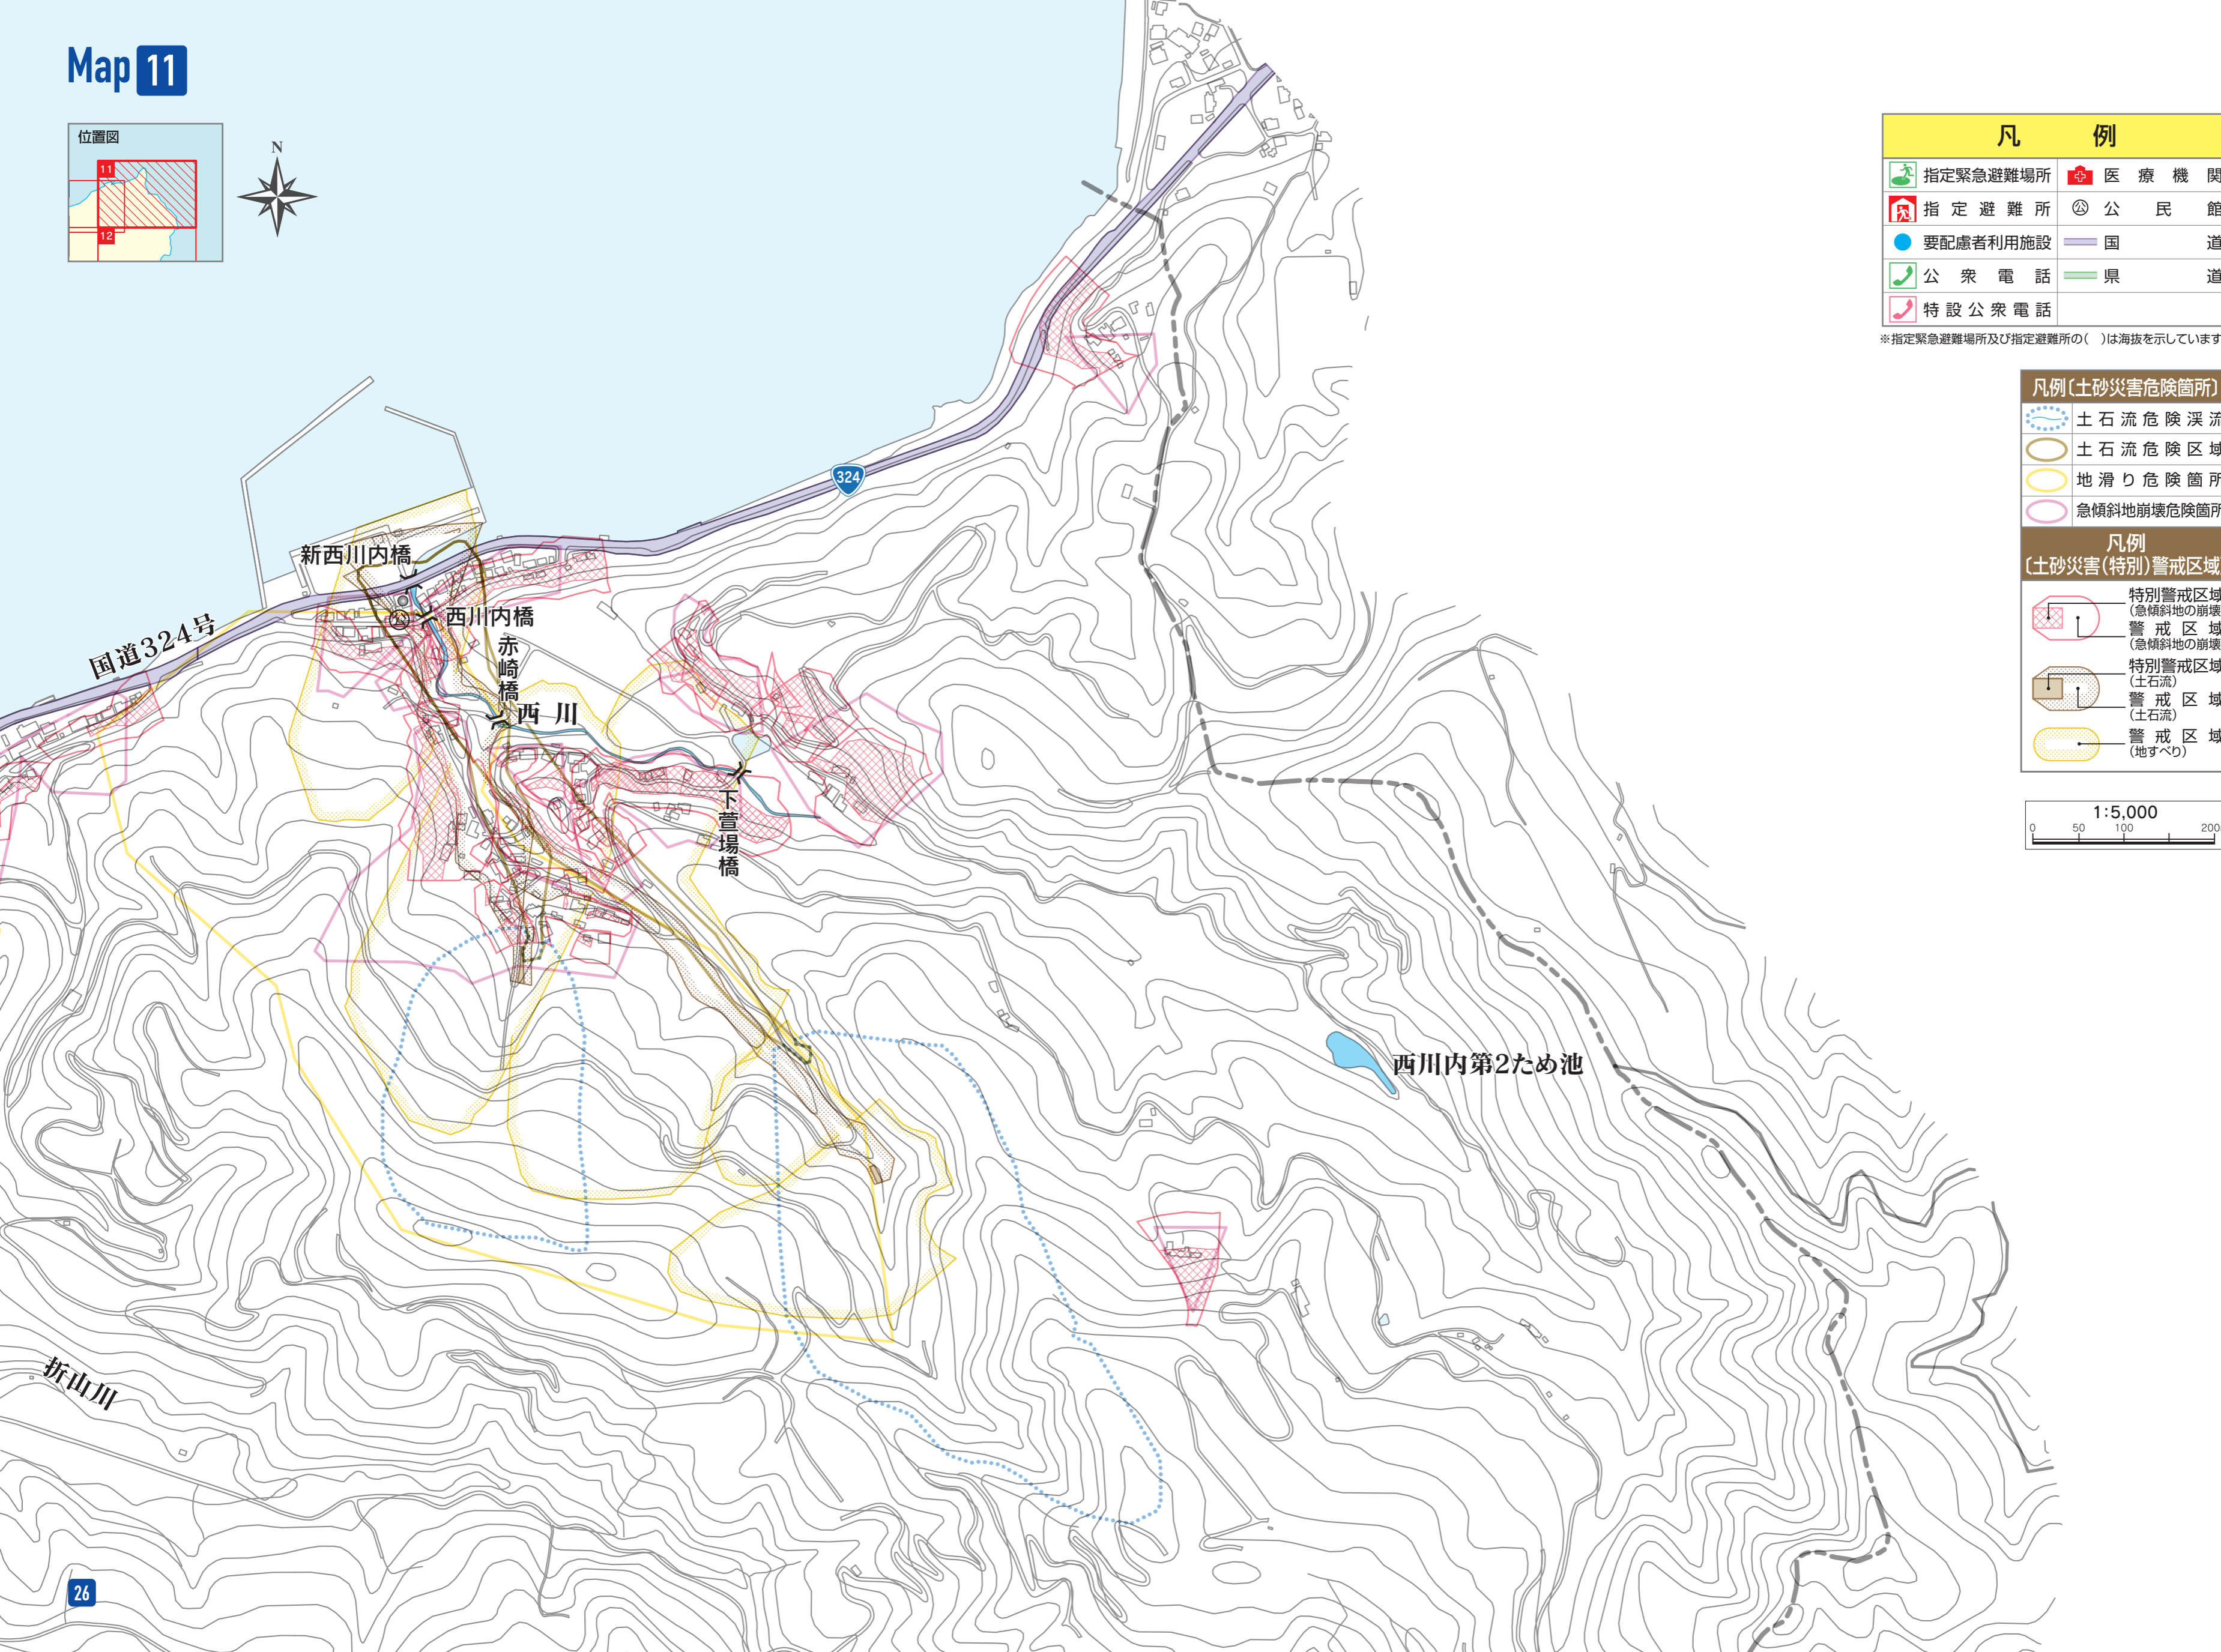 Map 11
位置図
11
12
N
324
新西川内橋
公
西川内橋
国道324号
赤崎橋
西川
下萱場橋
西川内第2ため池
折山川
26
凡例
指定緊急避難場所
医療機関
指定避難所
公 公民館
要配慮者利用施設
国道
公衆電話
県道
特設公衆電話
※指定緊急避難場所及び指定避難所の( )は海抜を示しています
凡例〔土砂災害危険箇所〕
土石流危険渓流
土石流危険区域
地滑り危険箇所
急傾斜地崩壊危険箇所
凡例
〔土砂災害(特別)警戒区域
特別警戒区域
(急傾斜地の崩壊
警戒区域
(急傾斜地の崩壊
特別警戒区域
(土石流)
警戒区域
(土石流)
警戒区域
(地すべり)
1:5,000
0 50 100 200